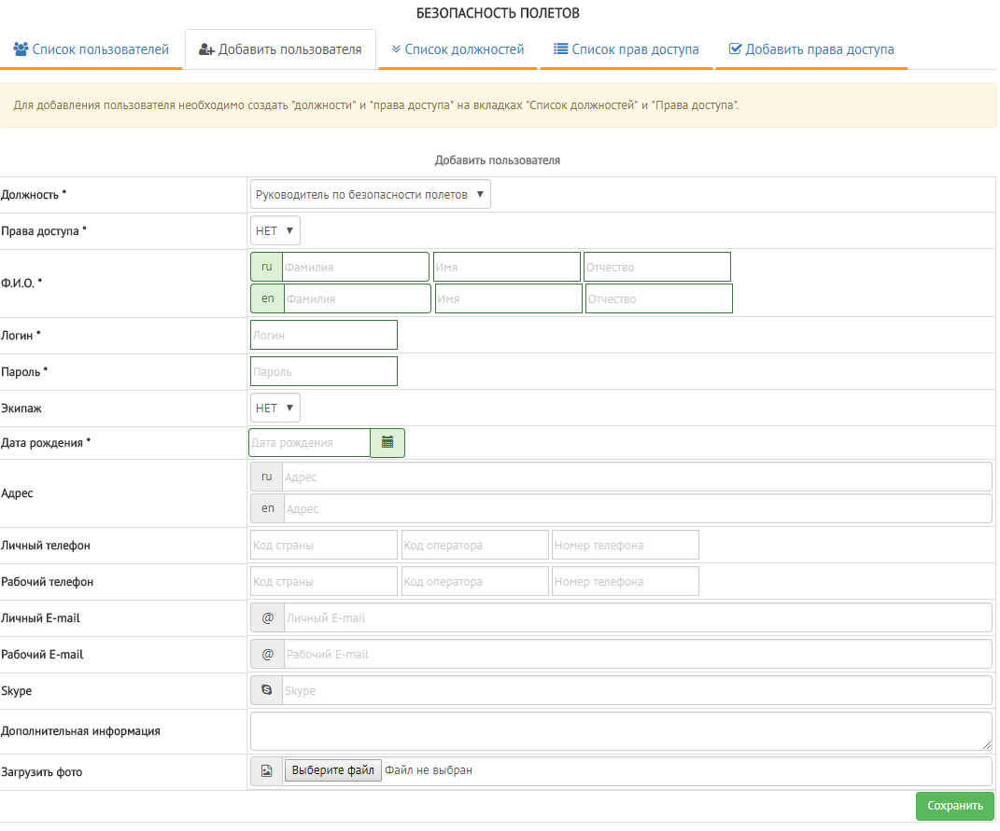 БЕЗОПАСНОСТЬ ПОЛЕТОВ
Список пользователей Добавить пользователя Список должностей Список прав доступа Добавить права доступа
Для добавления пользователя необходимо создать "должности" и "права доступа" на вкладках "Список должностей" и "Права доступа".
Добавить пользователя
Должность * Руководитель по безопасности полетов
Права доступа * НЕТ
Ф.И.О. *
ru Фамилия Имя Отчество
en Фамилия Имя Отчество
Логин * Логин
Пароль * Пароль
Экипаж НЕТ
Дата рождения * Дата рождения
Адрес
ru Адрес
en Адрес
Личный телефон Код страны Код оператора Номер телефона
Рабочий телефон Код страны Код оператора Номер телефона
Личный E-mail @ Личный E-mail
Рабочий E-mail @ Рабочий E-mail
Skype Skype
Дополнительная информация
Загрузить фото Выберите файл Файл не выбран
Сохранить